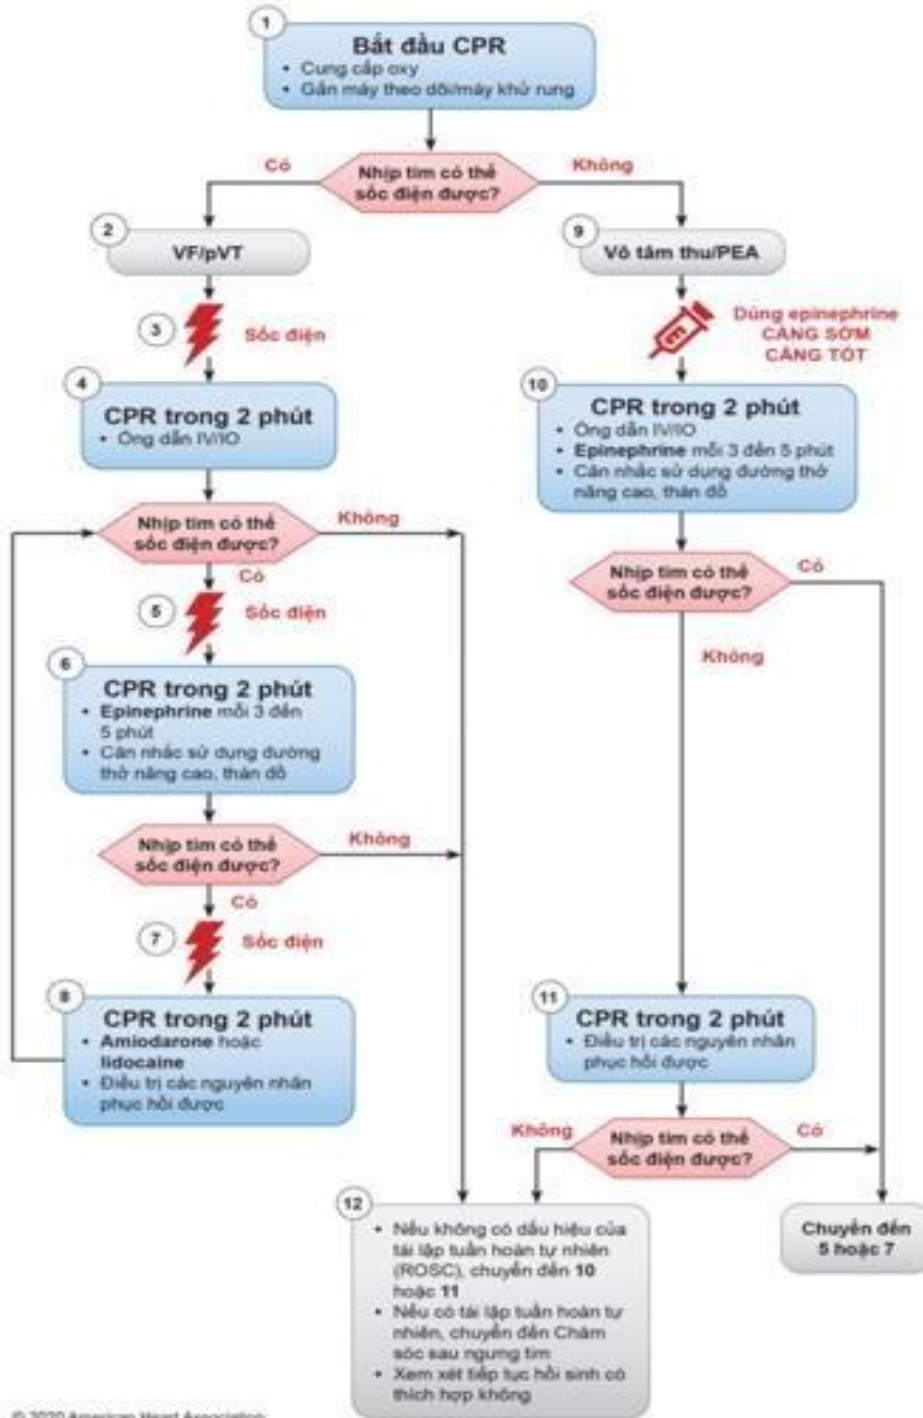 1
Bắt đầu CPR
• Cung cấp oxy
• Gắn máy theo dõi/máy khử rung
Có
Nhịp tim có thể
sốc điện được?
Không
2
VF/pVT
9
Vô tâm thu/PEA
3
Sốc điện
Dùng epinephrine
CÀNG SỚM
CÀNG TỐT
4
CPR trong 2 phút
• Ống dẫn IV/IO
10
CPR trong 2 phút
• Ống dẫn IV/IO
• Epinephrine mỗi 3 đến 5 phút
• Cân nhắc sử dụng đường thở
nâng cao, thán đồ
Nhịp tim có thể
sốc điện được?
Không
Có
Nhịp tim có thể
sốc điện được?
Có
Không
5
Sốc điện
6
CPR trong 2 phút
• Epinephrine mỗi 3 đến
5 phút
• Cân nhắc sử dụng đường
thở nâng cao, thán đồ
Nhịp tim có thể
sốc điện được?
Không
Có
7
Sốc điện
8
CPR trong 2 phút
• Amiodarone hoặc
lidocaine
• Điều trị các nguyên nhân
phục hồi được
11
CPR trong 2 phút
• Điều trị các nguyên nhân
phục hồi được
Không
Nhịp tim có thể
sốc điện được?
Có
12
• Nếu không có dấu hiệu của
tái lập tuần hoàn tự nhiên
(ROSC), chuyển đến 10
hoặc 11
• Nếu có tái lập tuần hoàn tự
nhiên, chuyển đến Chăm
sóc sau ngưng tim
• Xem xét tiếp tục hồi sinh có
thích hợp không
Chuyển đến
5 hoặc 7
© 2020 American Heart Association